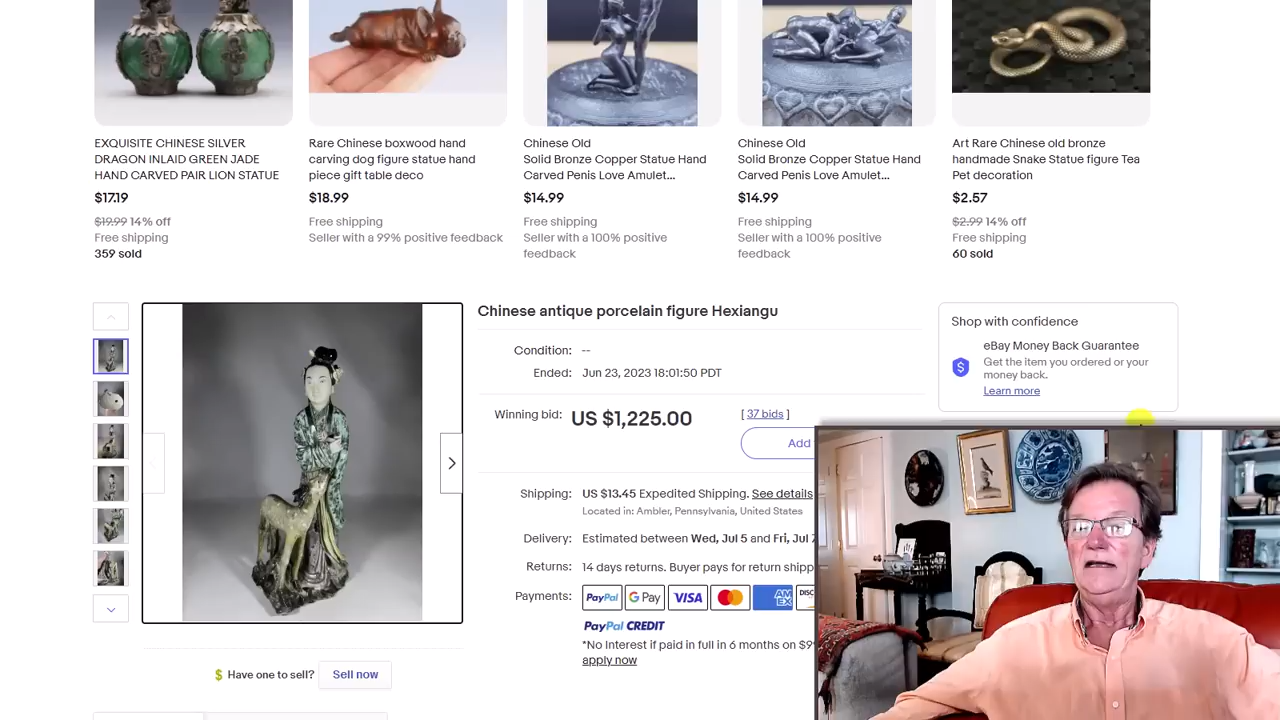 EXQUISITE CHINESE SILVER
DRAGON INLAID GREEN JADE
HAND CARVED PAIR LION STATUE
$17.19
$19.99 14% off
Free shipping
359 sold
Rare Chinese boxwood hand
carving dog figure statue hand
piece gift table deco
$18.99
Free shipping
Seller with a 99% positive feedback
Chinese Old
Solid Bronze Copper Statue Hand
Carved Penis Love Amulet...
$14.99
Free shipping
Seller with a 100% positive
feedback
Chinese Old
Solid Bronze Copper Statue Hand
Carved Penis Love Amulet...
$14.99
Free shipping
Seller with a 100% positive
feedback
Art Rare Chinese old bronze
handmade Snake Statue figure Tea
Pet decoration
$2.57
$2.99 14% off
Free shipping
60 sold
Chinese antique porcelain figure Hexiangu
Condition: --
Ended: Jun 23, 2023 18:01:50 PDT
Winning bid: US $1,225.00 [ 37 bids ]
Add
Shipping: US $13.45 Expedited Shipping. See details
Located in: Ambler, Pennsylvania, United States
Delivery: Estimated between Wed, Jul 5 and Fri, Jul 7
Returns: 14 days returns. Buyer pays for return shipp
Payments: PayPal G Pay VISA MasterCard AM EX DISC
PayPal CREDIT
*No Interest if paid in full in 6 months on $9
apply now
Shop with confidence
eBay Money Back Guarantee
Get the item you ordered or your
money back.
Learn more
$ Have one to sell? Sell now